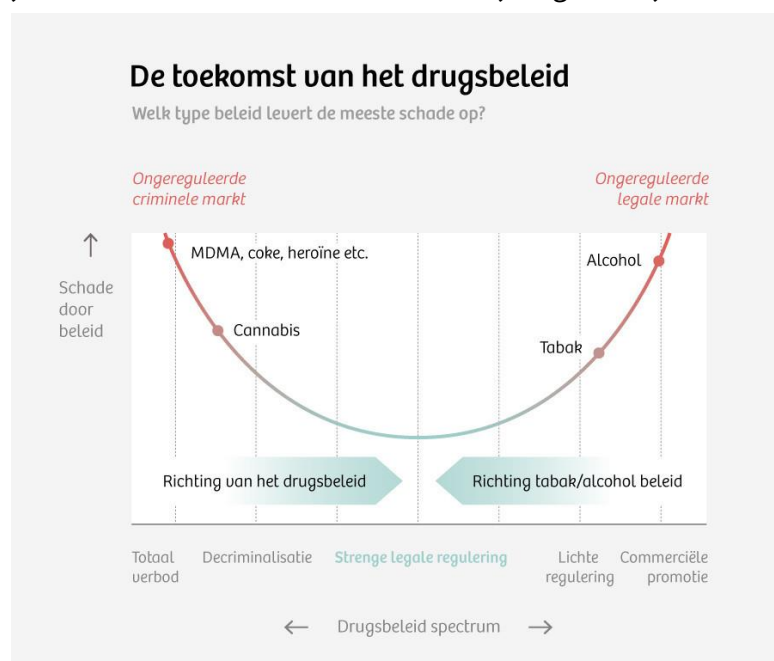 De toekomst van het drugsbeleid
Welk type beleid levert de meeste schade op?
Ongereguleerde
criminele markt
Ongereguleerde
legale markt
↑
Schade
door
beleid
MDMA, coke, heroïne etc.
Alcohol
Cannabis
Tabak
Richting van het drugsbeleid
Richting tabak/alcohol beleid
Totaal
verbod
Decriminalisatie
Strenge legale regulering
Lichte
regulering
Commerciële
promotie
← Drugsbeleid spectrum →